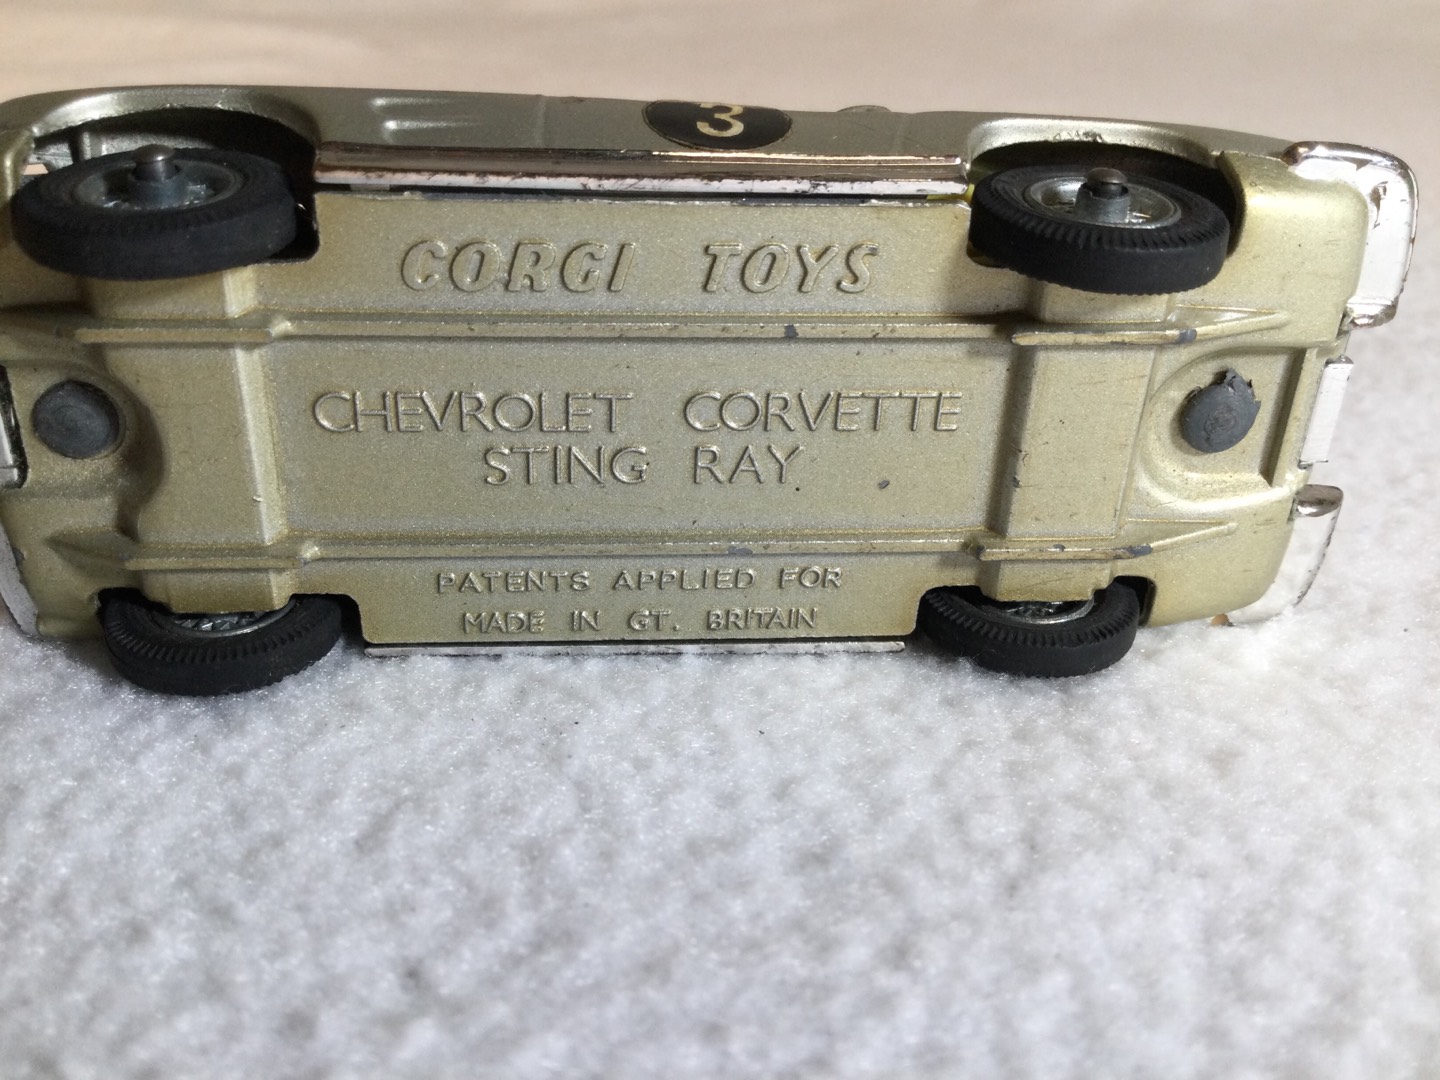 3
CORGI TOYS
CHEVROLET CORVETTE
STING RAY
PATENTS APPLIED FOR
MADE IN GT. BRITAIN